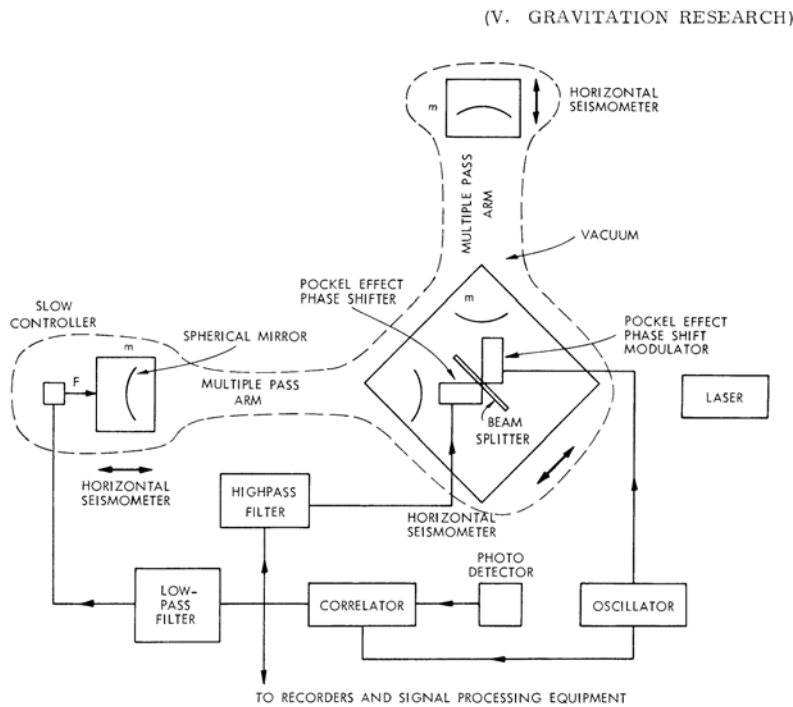 (V. GRAVITATION RESEARCH)
m
HORIZONTAL
SEISMOMETER
MULTIPLE PASS
ARM
VACUUM
POCKEL EFFECT
PHASE SHIFTER
m
SLOW
CONTROLLER
m
SPHERICAL MIRROR
POCKEL EFFECT
PHASE SHIFT
MODULATOR
F
MULTIPLE PASS
ARM
LASER
BEAM
SPLITTER
HORIZONTAL
SEISMOMETER
HIGHPASS
FILTER
HORIZONTAL
SEISMOMETER
PHOTO
DETECTOR
LOW-
PASS
FILTER
CORRELATOR
OSCILLATOR
TO RECORDERS AND SIGNAL PROCESSING EQUIPMENT